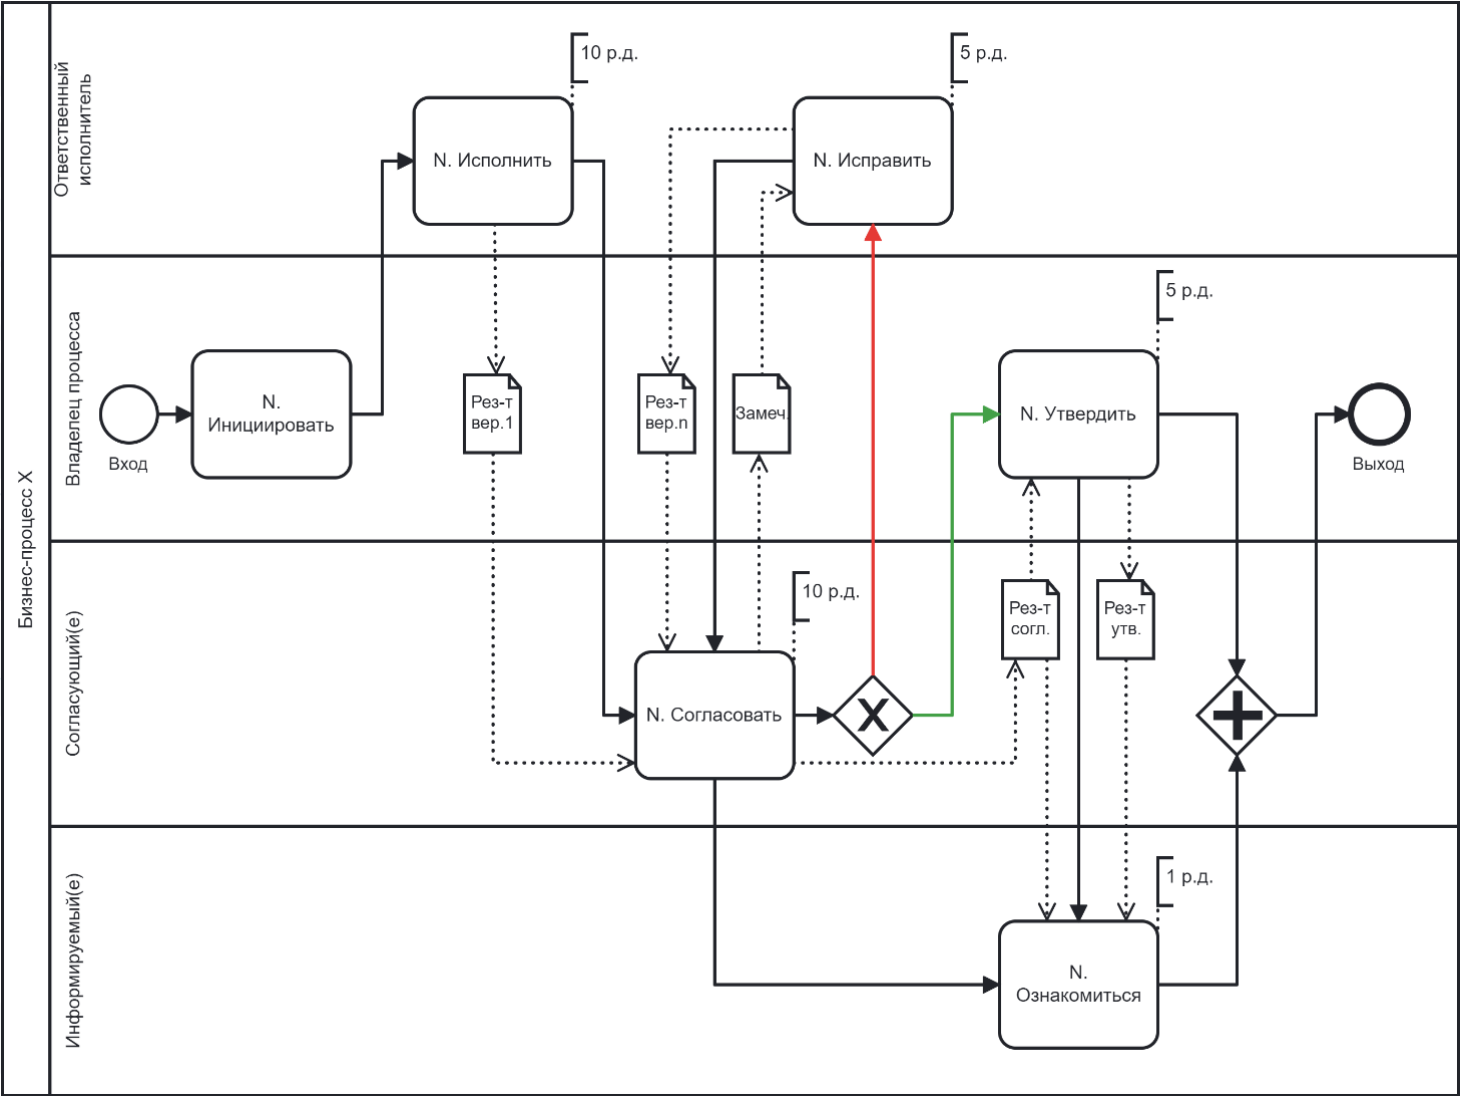 Бизнес-процесс X
Ответственный
исполнитель
10 р.д.
N. Исполнить
5 р.д.
N. Исправить
Владелец процесса
Вход
N.
Инициировать
Рез-т
вер.1
Рез-т
вер.n
Замеч.
5 р.д.
N. Утвердить
Выход
Согласующий(е)
10 р.д.
N. Согласовать
X
Рез-т
согл.
Рез-т
утв.
Информируемый(е)
1 р.д.
N.
Ознакомиться